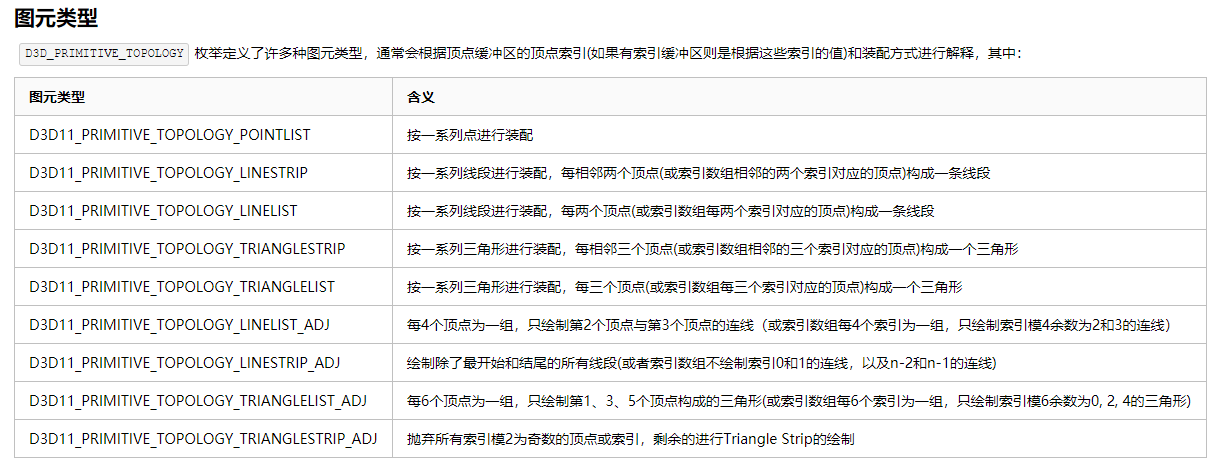 图元类型
D3D_PRIMITIVE_TOPOLOGY 枚举定义了许多种图元类型，通常会根据顶点缓冲区的顶点索引(如果有索引缓冲区则是根据这些索引的值)和装配方式进行解释，其中：
图元类型 含义
D3D11_PRIMITIVE_TOPOLOGY_POINTLIST 按一系列点进行装配
D3D11_PRIMITIVE_TOPOLOGY_LINESTRIP 按一系列线段进行装配，每相邻两个顶点(或索引数组相邻的两个索引对应的顶点)构成一条线段
D3D11_PRIMITIVE_TOPOLOGY_LINELIST 按一系列线段进行装配，每两个顶点(或索引数组每两个索引对应的顶点)构成一条线段
D3D11_PRIMITIVE_TOPOLOGY_TRIANGLESTRIP 按一系列三角形进行装配，每相邻三个顶点(或索引数组相邻的三个索引对应的顶点)构成一个三角形
D3D11_PRIMITIVE_TOPOLOGY_TRIANGLELIST 按一系列三角形进行装配，每三个顶点(或索引数组每三个索引对应的顶点)构成一个三角形
D3D11_PRIMITIVE_TOPOLOGY_LINELIST_ADJ 每4个顶点为一组，只绘制第2个顶点与第3个顶点的连线（或索引数组每4个索引为一组，只绘制索引模4余数为2和3的连线）
D3D11_PRIMITIVE_TOPOLOGY_LINESTRIP_ADJ 绘制除了最开始和结尾的所有线段(或者索引数组不绘制索引0和1的连线，以及n-2和n-1的连线)
D3D11_PRIMITIVE_TOPOLOGY_TRIANGLELIST_ADJ 每6个顶点为一组，只绘制第1、3、5个顶点构成的三角形(或索引数组每6个索引为一组，只绘制索引模6余数为0, 2, 4的三角形)
D3D11_PRIMITIVE_TOPOLOGY_TRIANGLESTRIP_ADJ 抛弃所有索引模2为奇数的顶点或索引，剩余的进行Triangle Strip的绘制